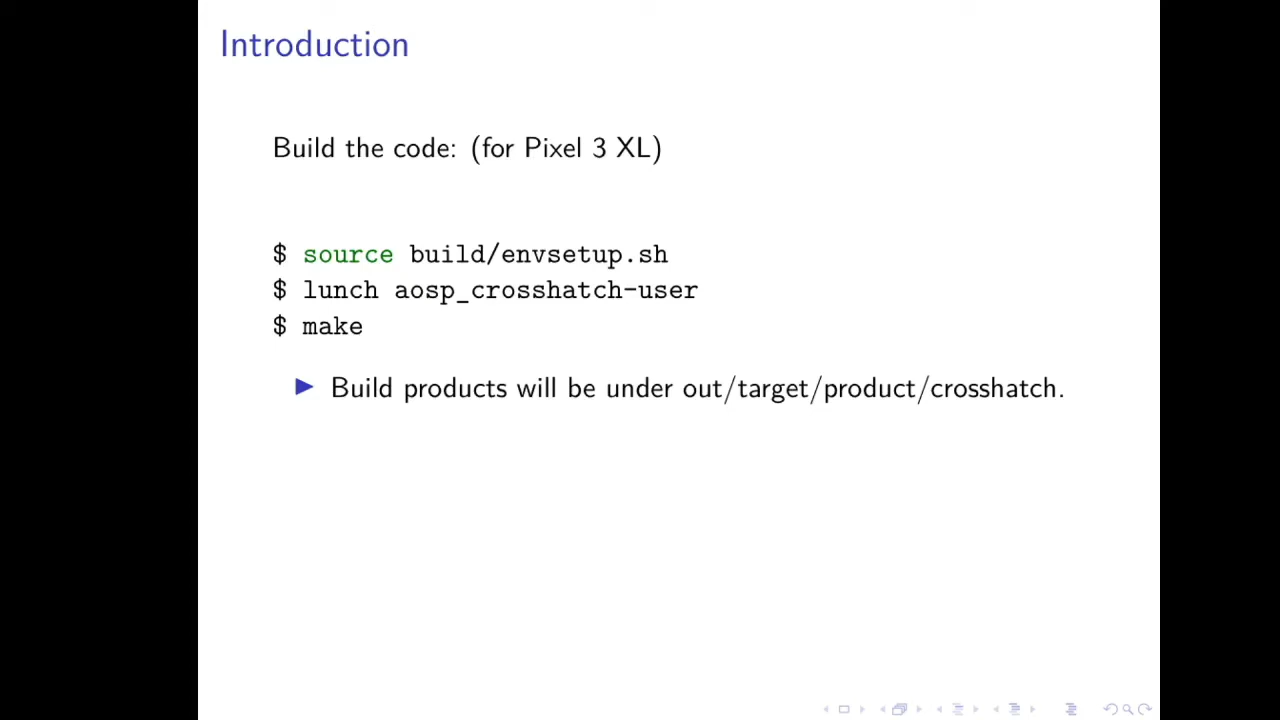 Introduction
Build the code: (for Pixel 3 XL)
$ source build/envsetup.sh
$ lunch aosp_crosshatch-user
$ make
Build products will be under out/target/product/crosshatch.